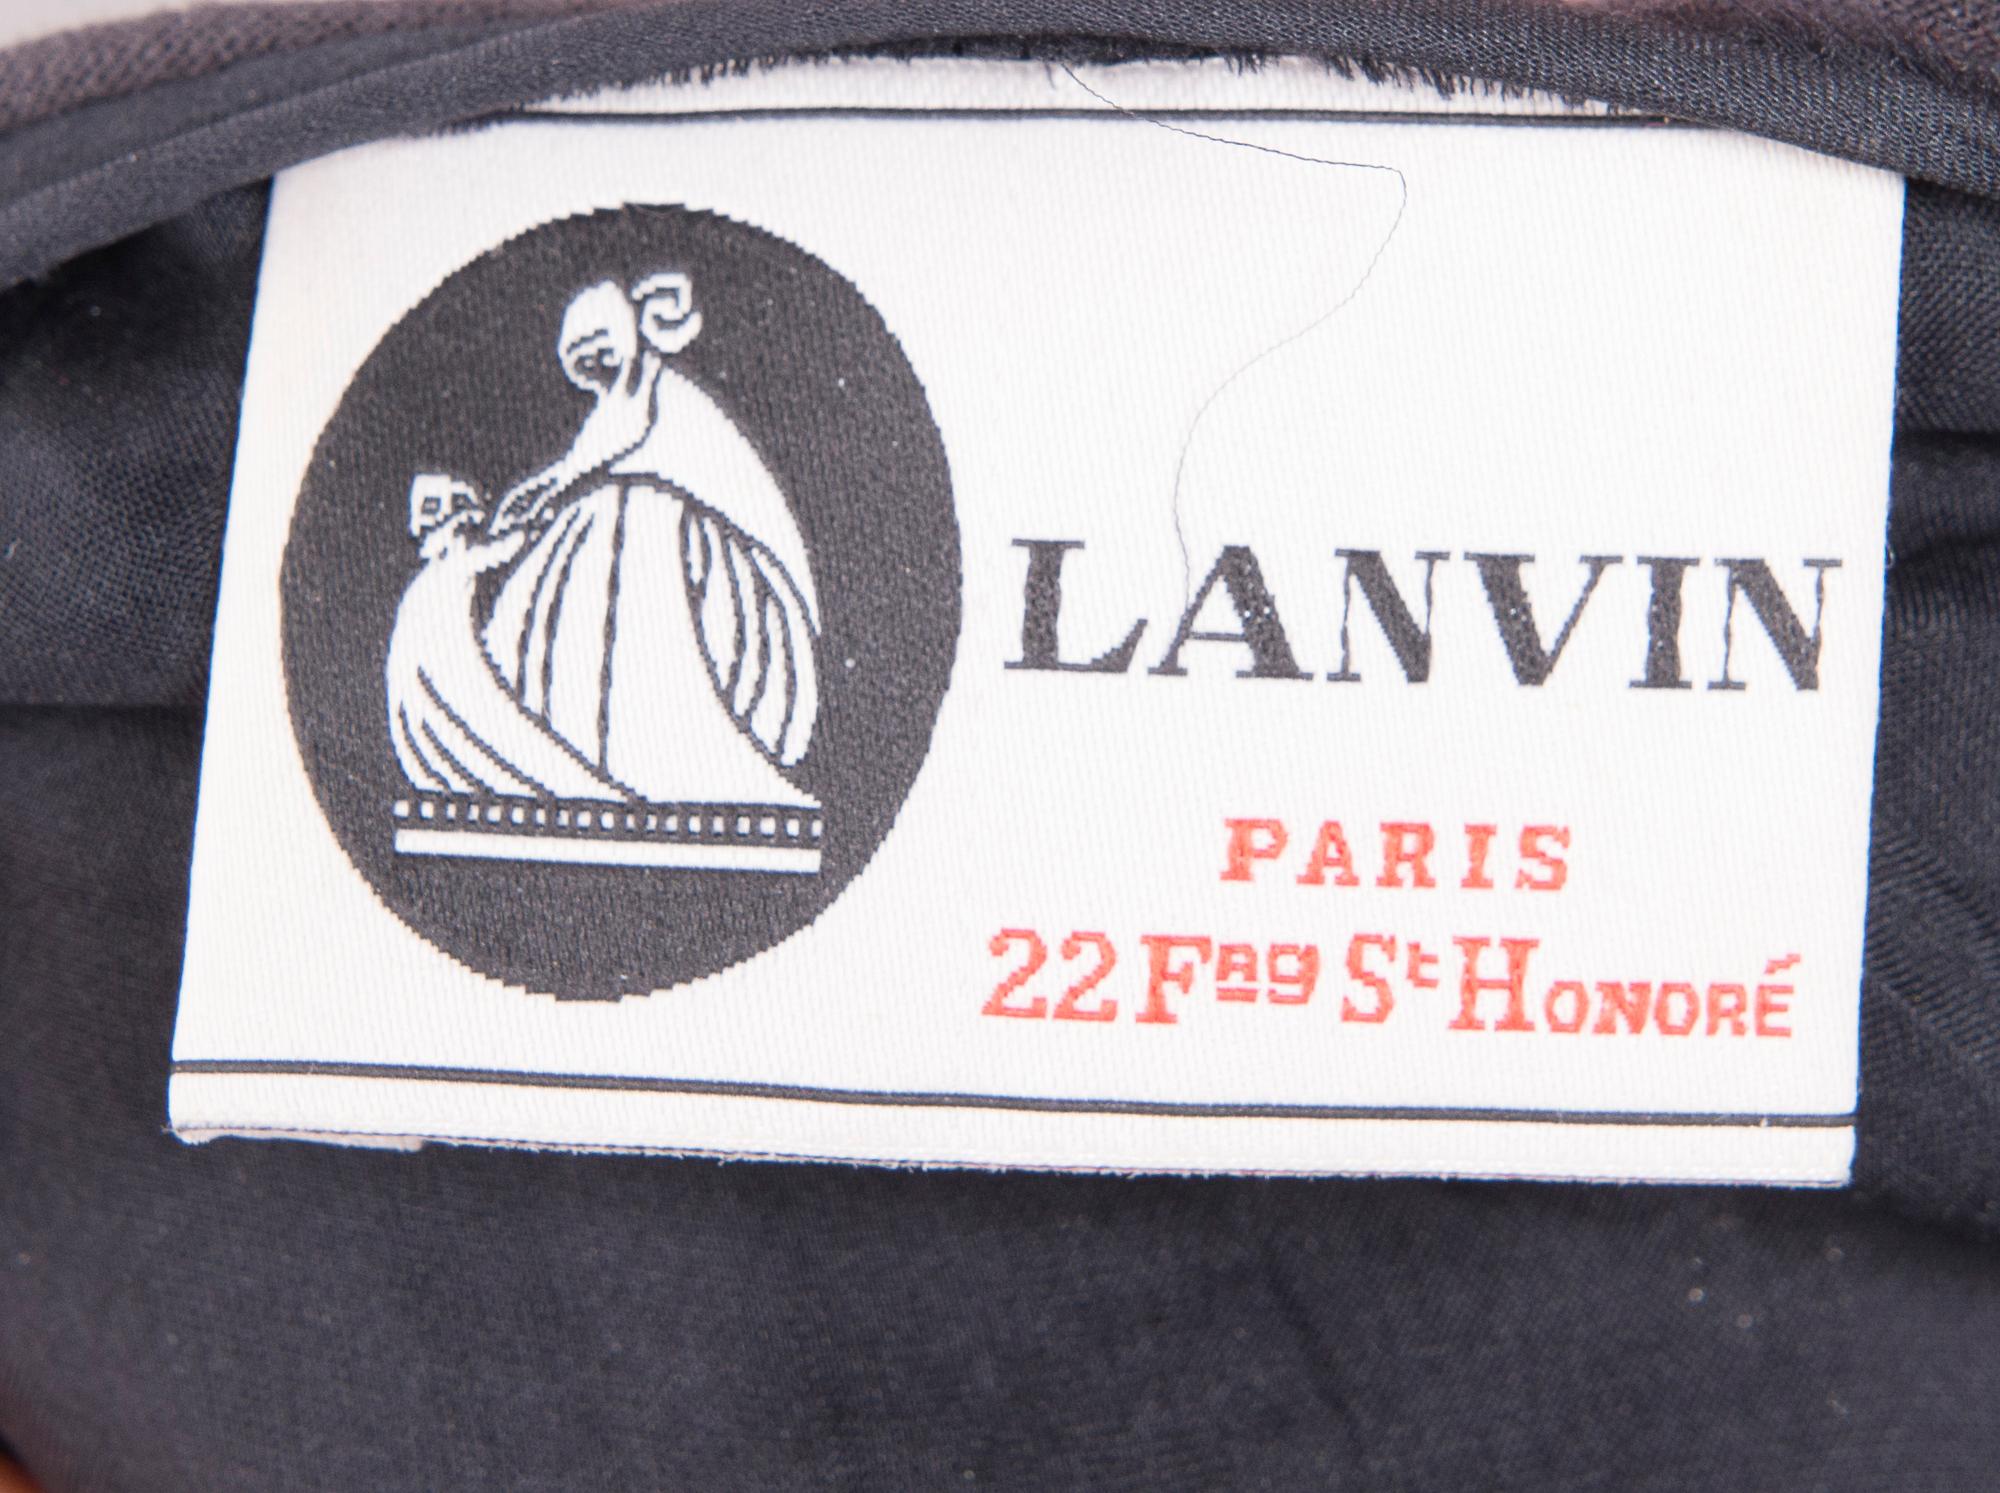 LANVIN
PARIS
22 Fbg St Honoré